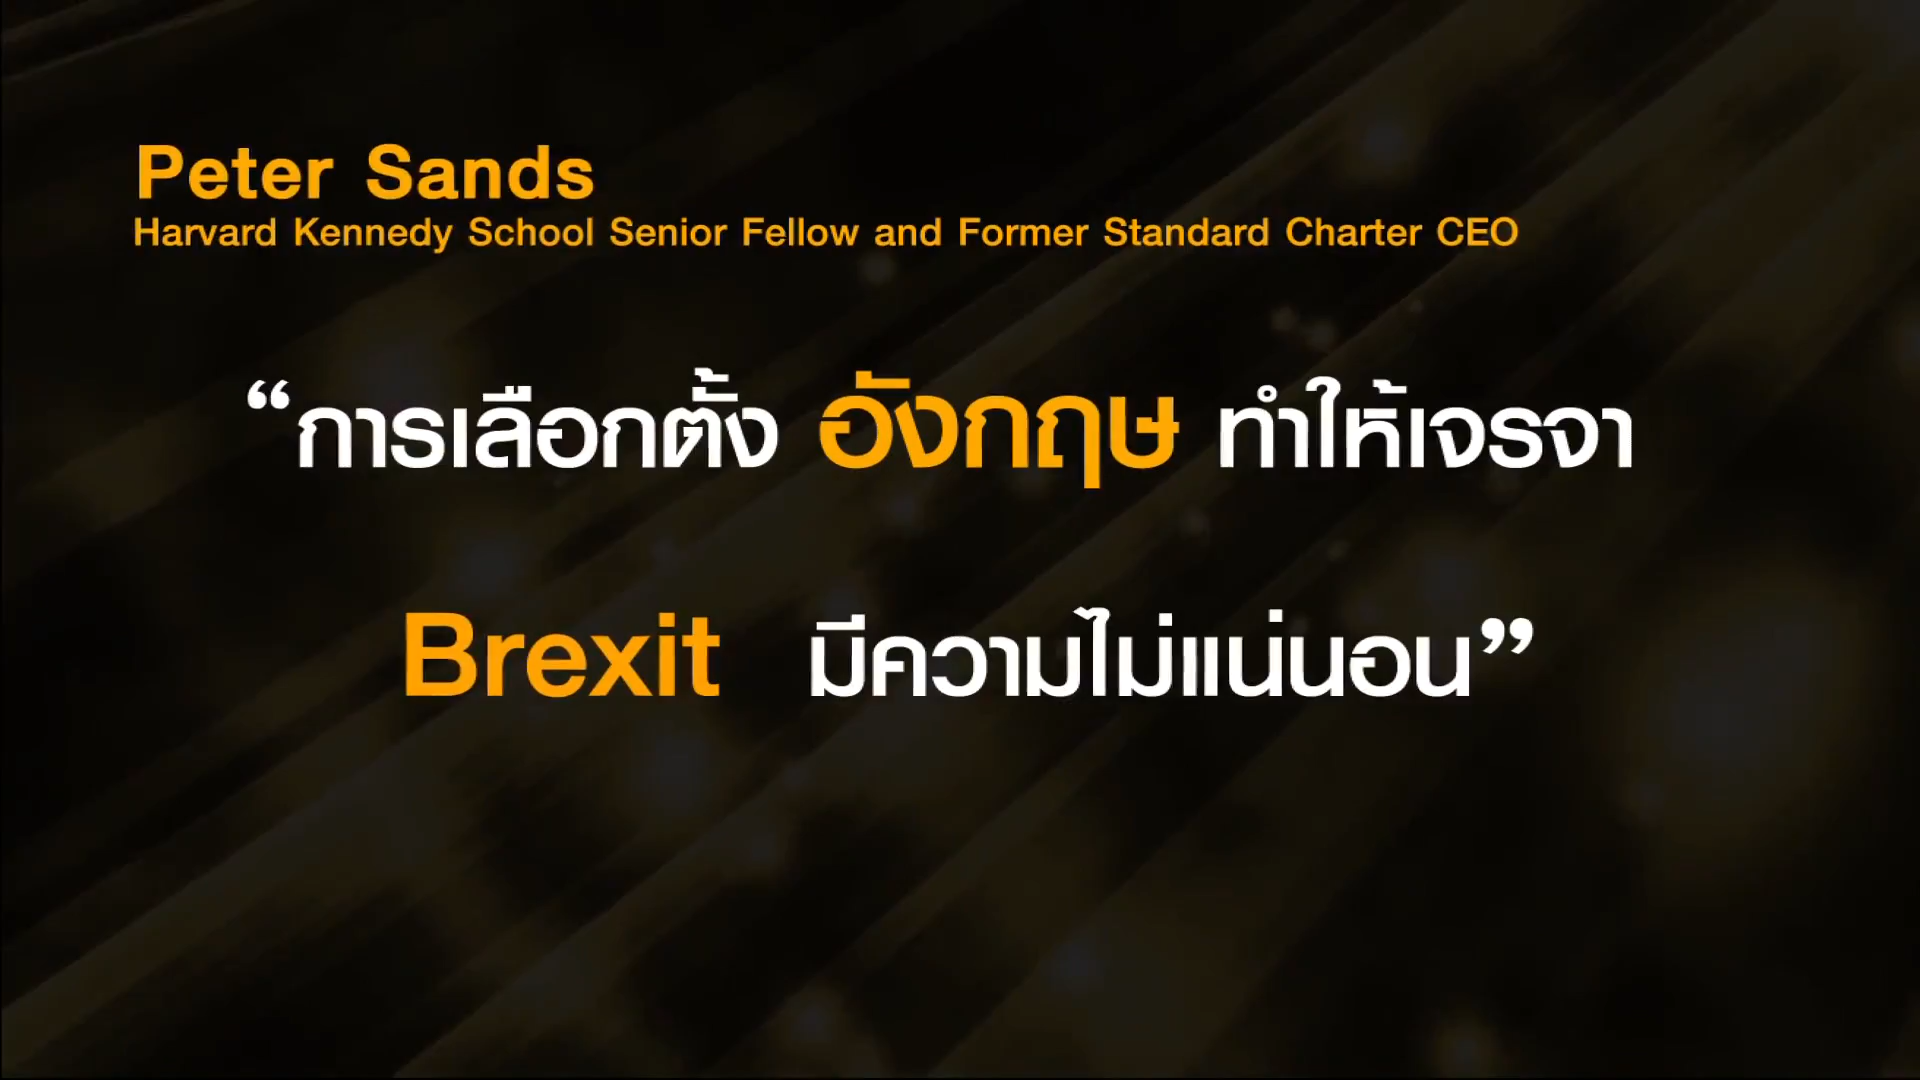 Peter Sands
Harvard Kennedy School Senior Fellow and Former Standard Charter CEO
“การเลือกตั้ง อังกฤษ ทำให้เจรจา
Brexit มีความไม่แน่นอน”